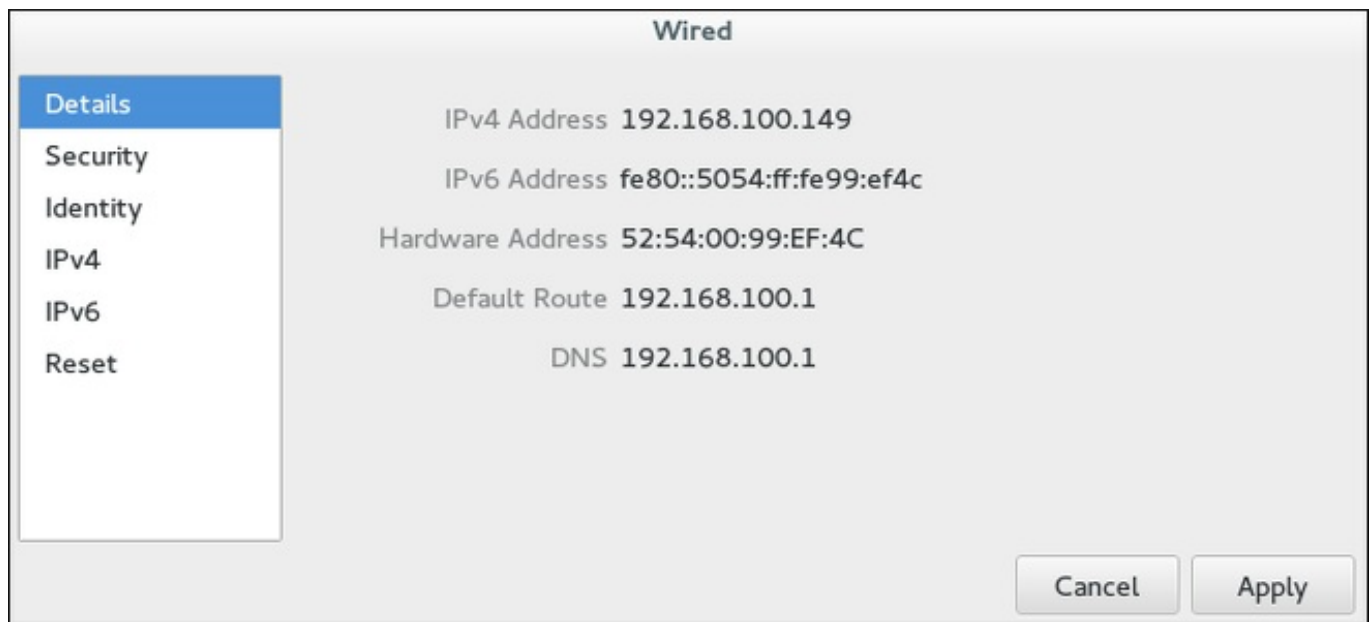 Wired
Details
Security
Identity
IPv4
IPv6
Reset
IPv4 Address 192.168.100.149
IPv6 Address fe80::5054:ff:fe99:ef4c
Hardware Address 52:54:00:99:EF:4C
Default Route 192.168.100.1
DNS 192.168.100.1
Cancel Apply